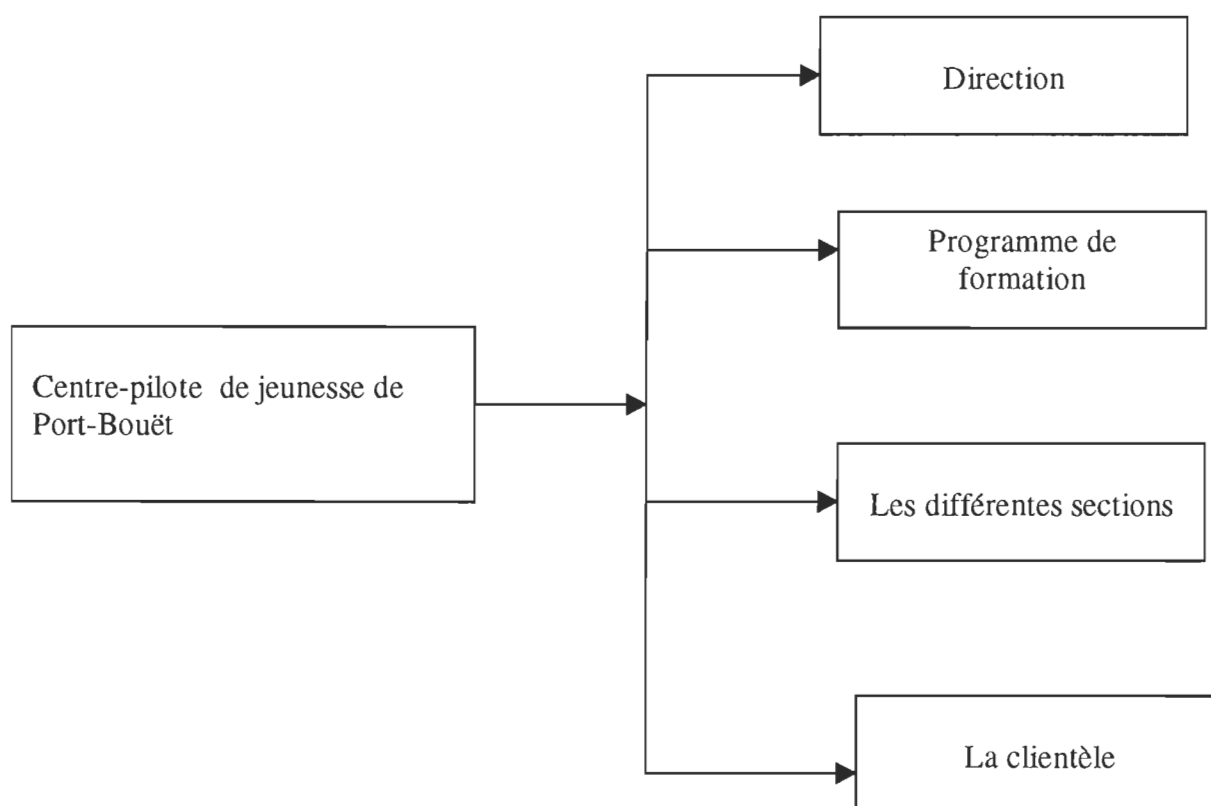 Direction
Programme de
formation
Centre-pilote de jeunesse de
Port-Bouët
Les différentes sections
La clientèle